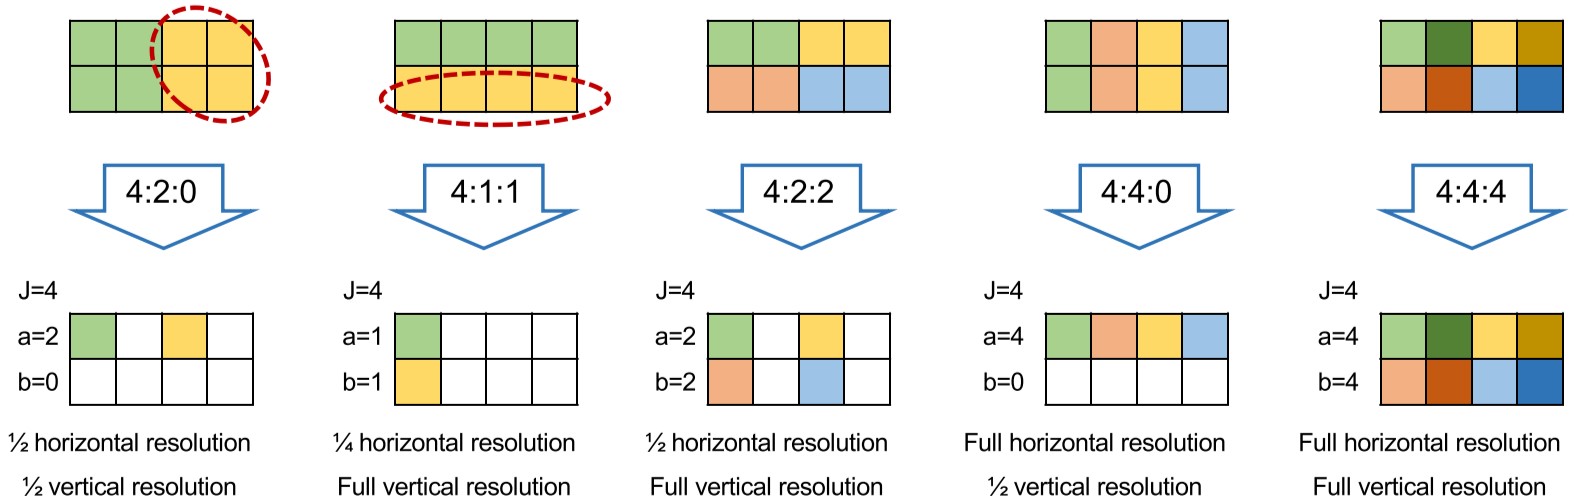 4:2:0
4:1:1
4:2:2
4:4:0
4:4:4
J=4
a=2
b=0
½ horizontal resolution
½ vertical resolution
J=4
a=1
b=1
¼ horizontal resolution
Full vertical resolution
J=4
a=2
b=2
½ horizontal resolution
Full vertical resolution
J=4
a=4
b=0
Full horizontal resolution
½ vertical resolution
J=4
a=4
b=4
Full horizontal resolution
Full vertical resolution